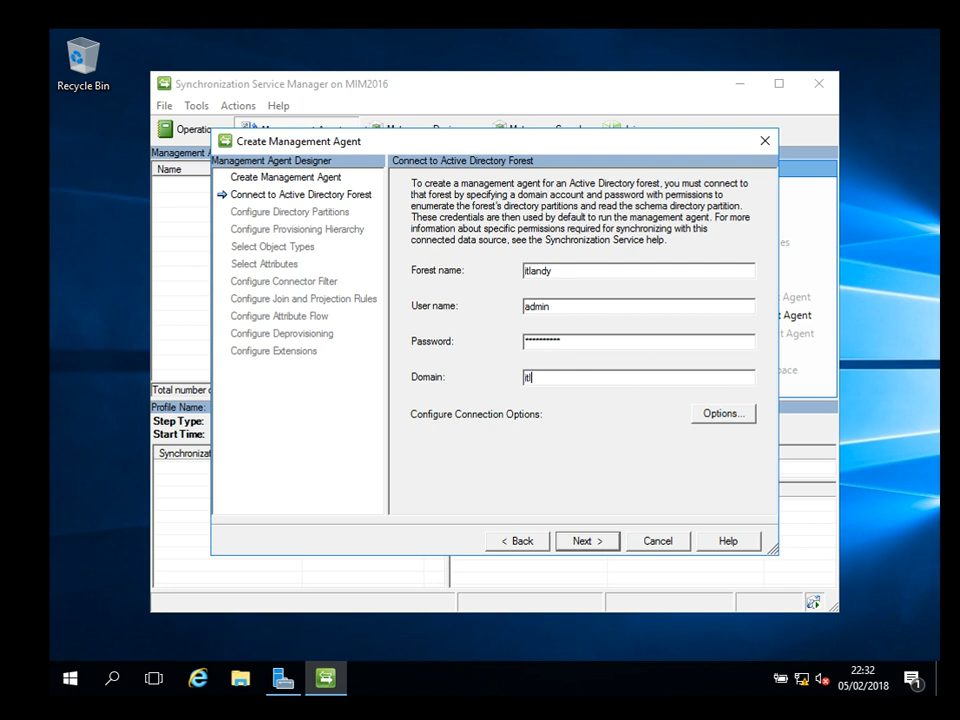 Recycle Bin
Synchronization Service Manager on MIM2016
File Tools Actions Help
Create Management Agent
Management Agent Designer
Connect to Active Directory Forest
Name
Create Management Agent
Connect to Active Directory Forest
Configure Directory Partitions
Configure Provisioning Hierarchy
Select Object Types
Select Attributes
Configure Connector Filter
Configure Join and Projection Rules
Configure Attribute Flow
Configure Deprovisioning
Configure Extensions
To create a management agent for an Active Directory forest, you must connect to
that forest by specifying a domain account and password with permissions to
enumerate the forest's directory partitions and read the schema directory partition.
These credentials are then used by default to run the management agent. For more
information about specific permissions required for synchronizing with this
connected data source, see the Synchronization Service help.
Forest name: itlandy
User name: admin
Password: **********
Domain: itl
Configure Connection Options: Options...
Agent
Agent
Agent
Total number
Profile Name:
Step Type:
Start Time:
< Back Next > Cancel Help
22:32
05/02/2018
1